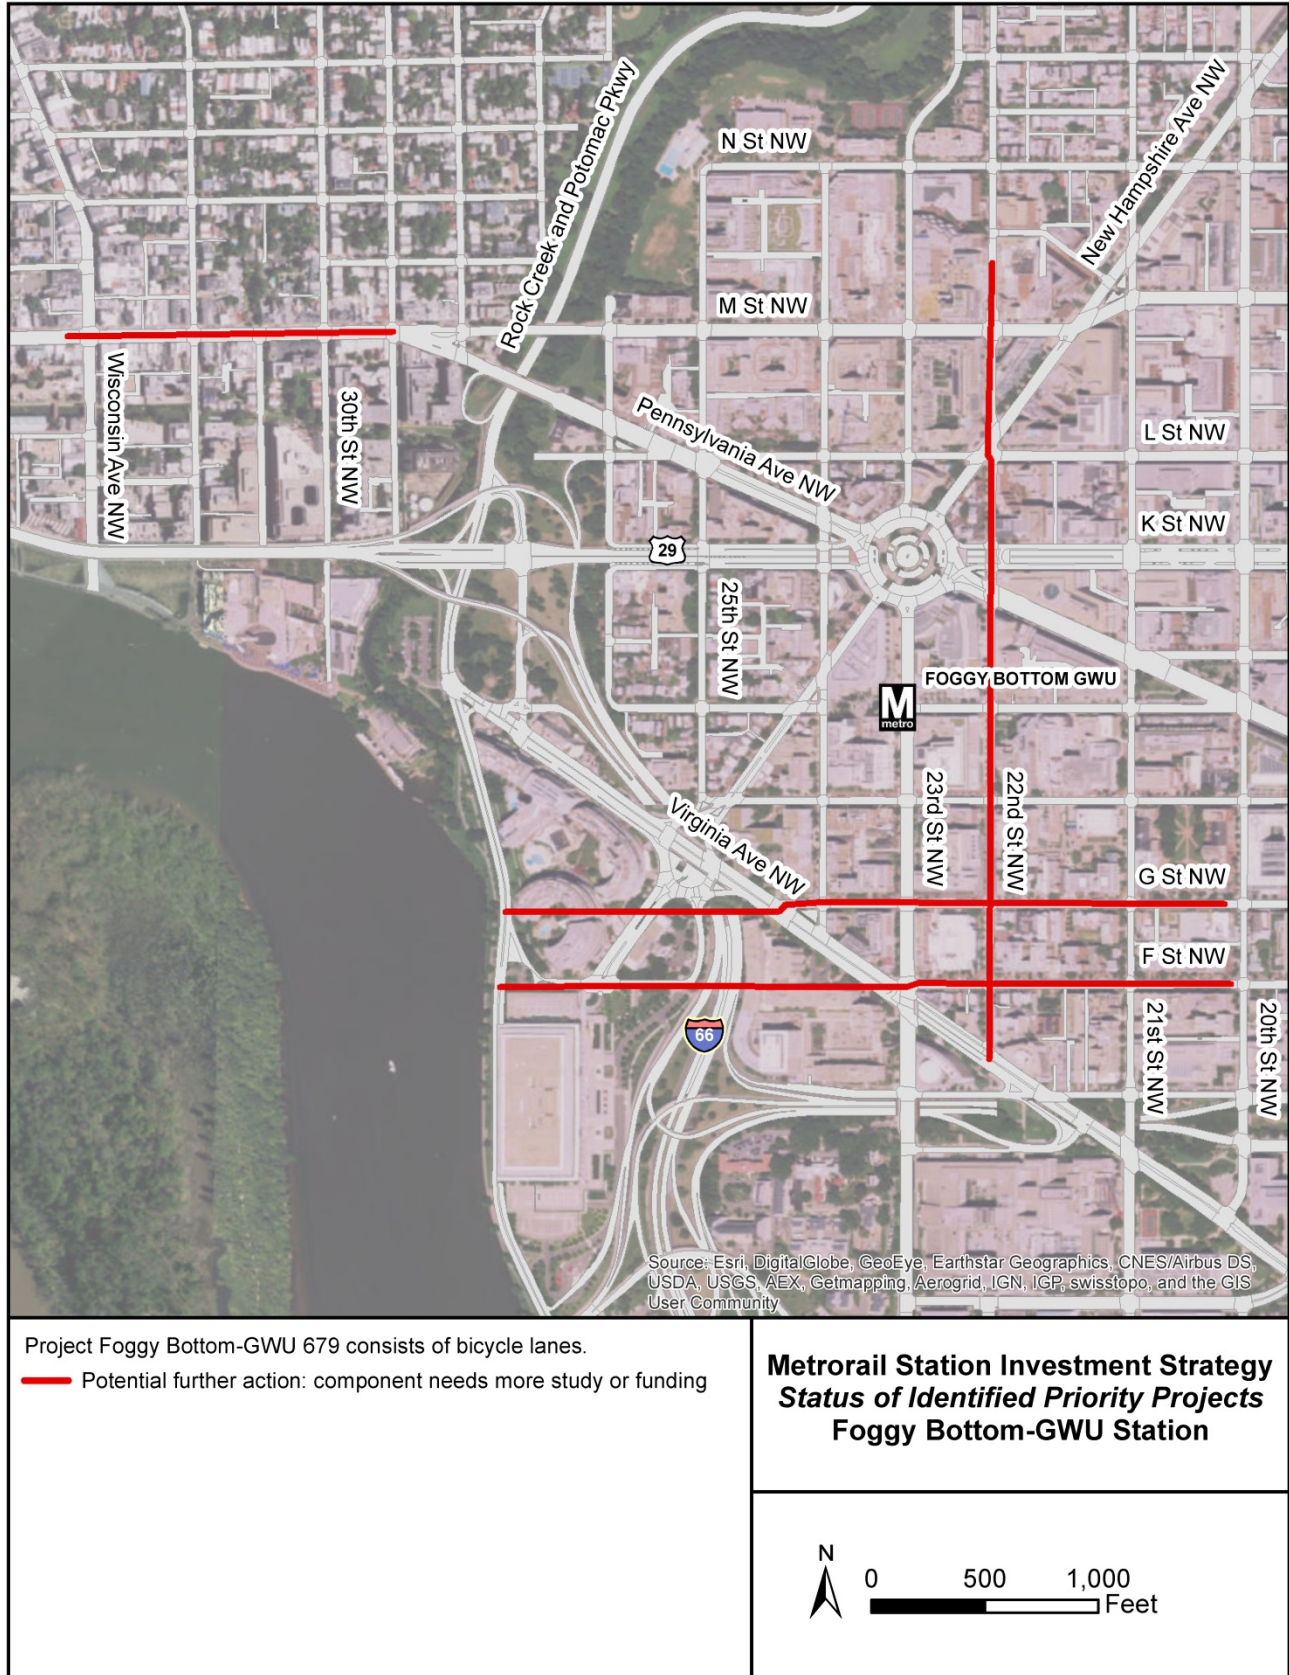 N St NW
New Hampshire Ave NW
Rock Creek and Potomac Pkwy
M St NW
Wisconsin Ave NW
30th St NW
Pennsylvania Ave NW
L St NW
K St NW
29
25th St NW
FOGGY BOTTOM GWU
M
metro
23rd St NW
22nd St NW
Virginia Ave NW
G St NW
F St NW
66
21st St NW
20th St NW
Source: Esri, DigitalGlobe, GeoEye, Earthstar Geographics, CNES/Airbus DS,
USDA, USGS, AEX, Getmapping, Aerogrid, IGN, IGP, swisstopo, and the GIS
User Community
Project Foggy Bottom-GWU 679 consists of bicycle lanes.
Potential further action: component needs more study or funding
Metrorail Station Investment Strategy
Status of Identified Priority Projects
Foggy Bottom-GWU Station
N
0 500 1,000
Feet